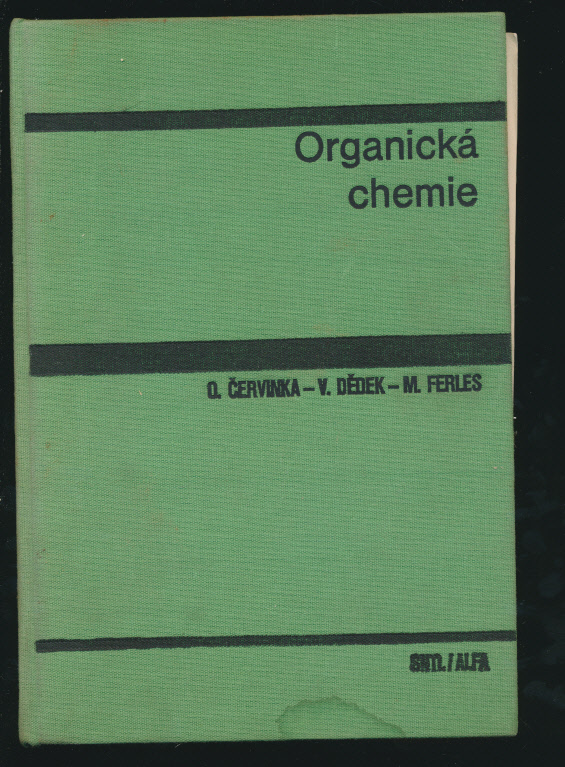 Organická
chemie
O. ČERVINKA – V. DĚDEK – M. FERLES
SNTL/ALFA